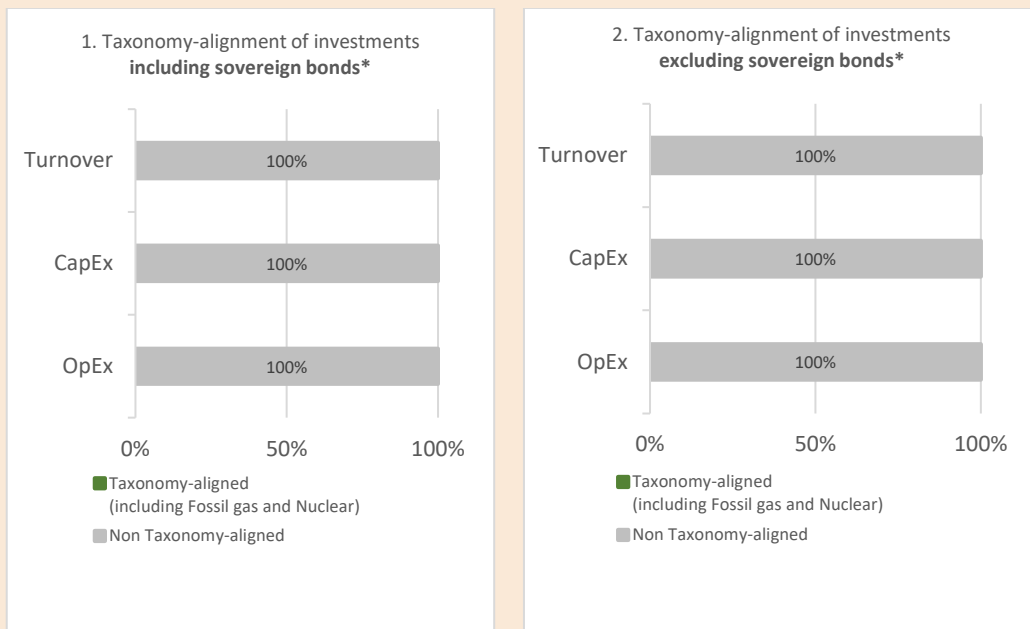 1. Taxonomy-alignment of investments
including sovereign bonds*
Turnover
100%
CapEx
100%
OpEx
100%
0%
50%
100%
Taxonomy-aligned
(including Fossil gas and Nuclear)
Non Taxonomy-aligned
2. Taxonomy-alignment of investments
excluding sovereign bonds*
Turnover
100%
CapEx
100%
OpEx
100%
0%
50%
100%
Taxonomy-aligned
(including Fossil gas and Nuclear)
Non Taxonomy-aligned